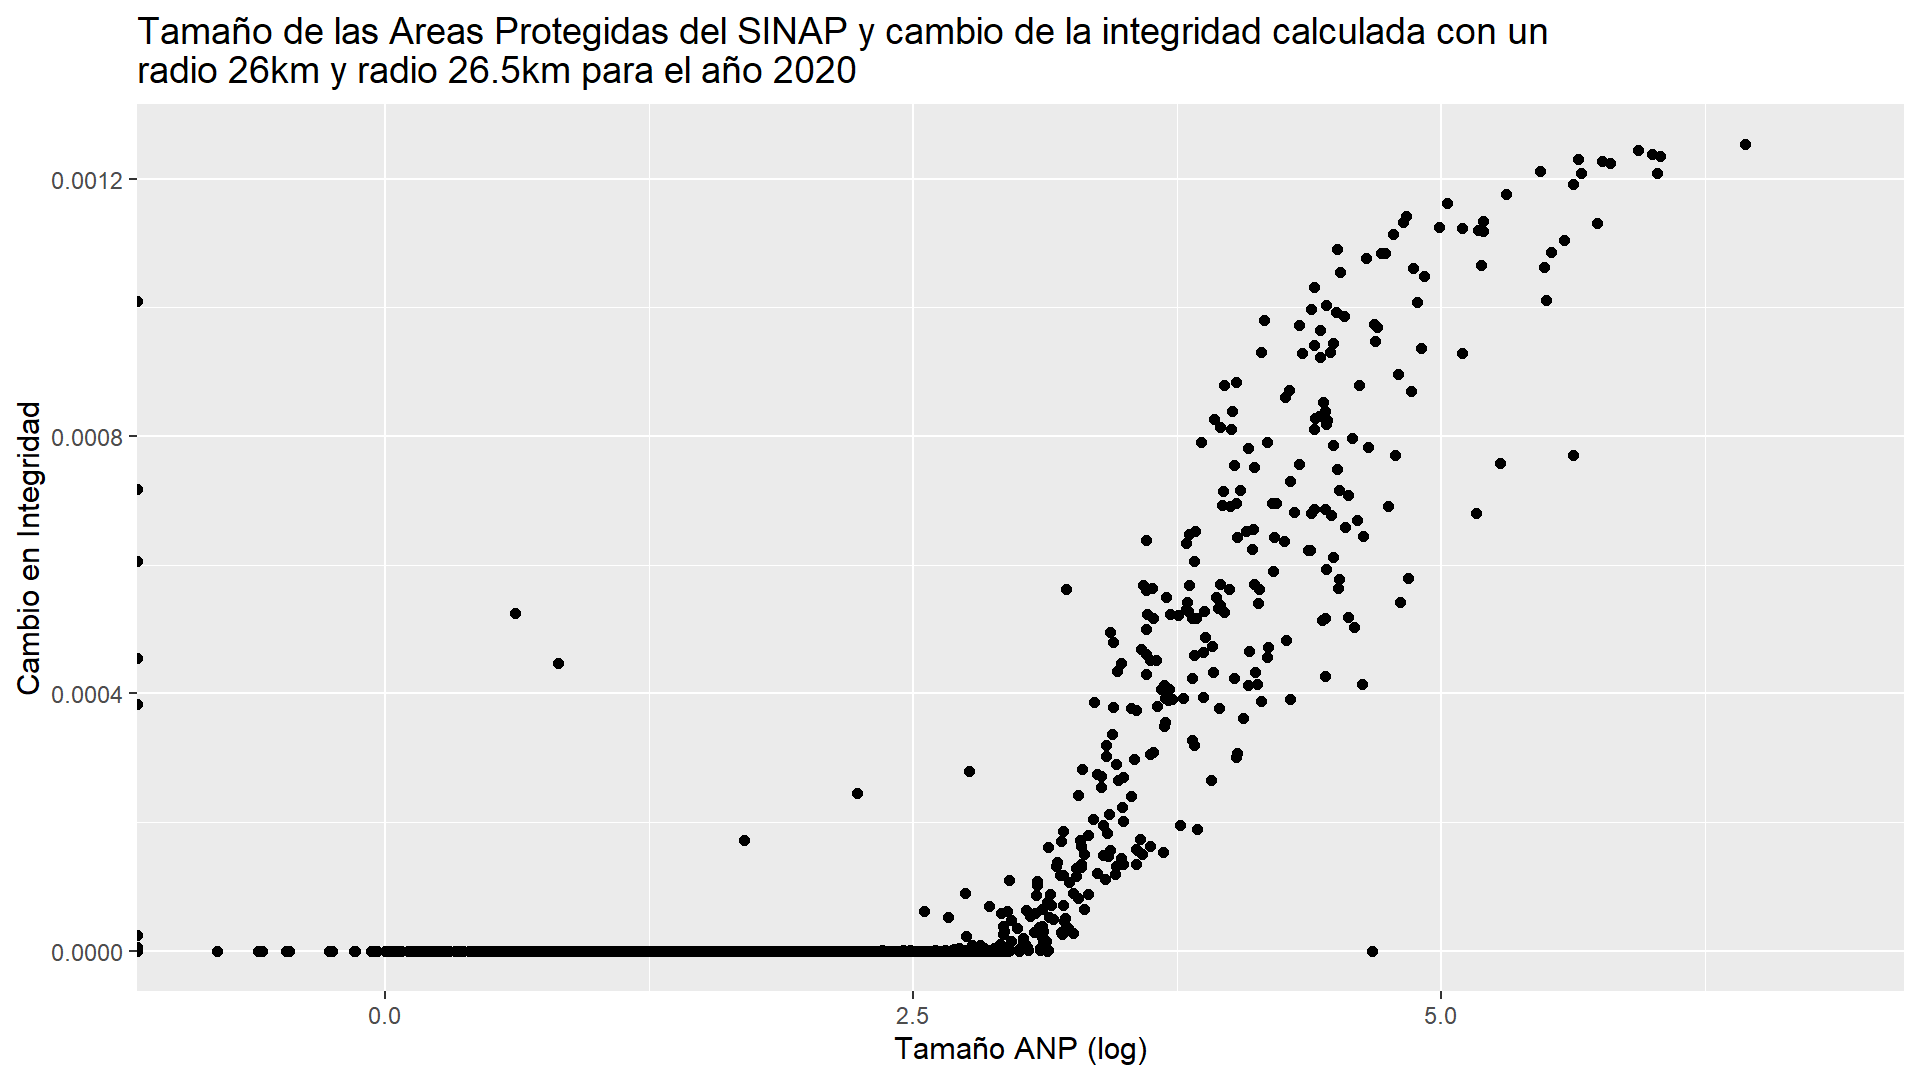 Tamaño de las Areas Protegidas del SINAP y cambio de la integridad calculada con un
radio 26km y radio 26.5km para el año 2020
0.0012
0.0008
0.0004
0.0000
Cambio en Integridad
0.0
2.5
5.0
Tamaño ANP (log)